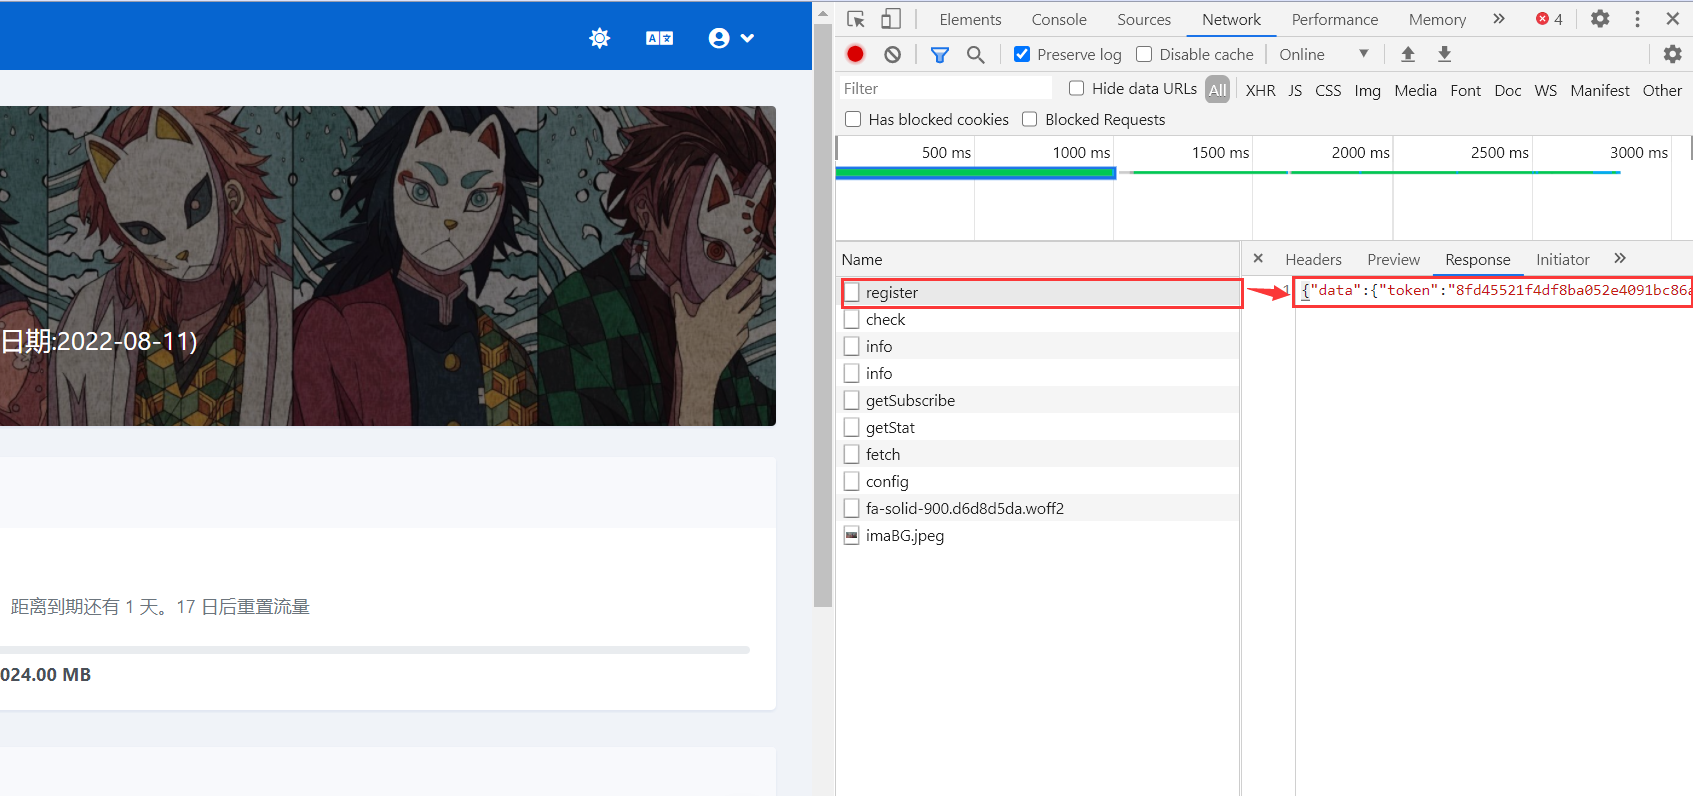 Elements Console Sources Network Performance Memory » 4
Preserve log Disable cache Online
Filter Hide data URLs All XHR JS CSS Img Media Font Doc WS Manifest Other
Has blocked cookies Blocked Requests
500 ms 1000 ms 1500 ms 2000 ms 2500 ms 3000 ms
Name
Headers Preview Response Initiator »
register
1 {"data":{"token":"8fd45521f4df8ba052e4091bc86a
check
info
info
getSubscribe
getStat
fetch
config
fa-solid-900.d6d8d5da.woff2
imaBG.jpeg
日期:2022-08-11)
距离到期还有 1 天。17 日后重置流量
024.00 MB